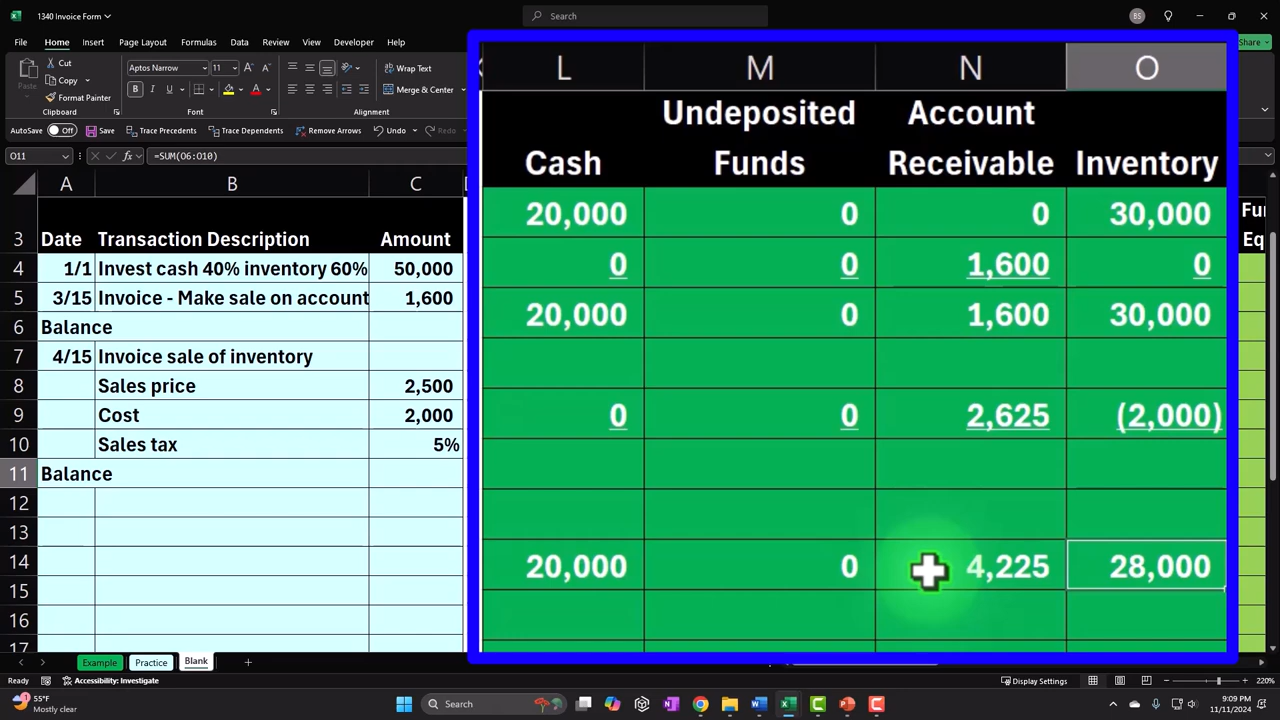 1340 Invoice Form
Search
BS
File Home Insert Page Layout Formulas Data Review View Developer Help
Share
Cut
Copy
Paste
Format Painter
Clipboard
Aptos Narrow 11
Font
Wrap Text
Merge & Center
Alignment
AutoSave Off Save Trace Precedents Trace Dependents Remove Arrows Undo Redo
O11 fx =SUM(O6:O10)
A B C
L M N O
3 Date Transaction Description Amount
4 1/1 Invest cash 40% inventory 60% 50,000
5 3/15 Invoice - Make sale on account 1,600
6 Balance
7 4/15 Invoice sale of inventory
8 Sales price 2,500
9 Cost 2,000
10 Sales tax 5%
11 Balance
12
13
14
15
16
17
Undeposited Account
Cash Funds Receivable Inventory
20,000 0 0 30,000
0 0 1,600 0
20,000 0 1,600 30,000
0 0 2,625 (2,000)
20,000 0 4,225 28,000
Example Practice Blank
Ready Accessibility: Investigate
Display Settings
220%
55°F
Mostly clear
1
Search
9:09 PM
11/11/2024